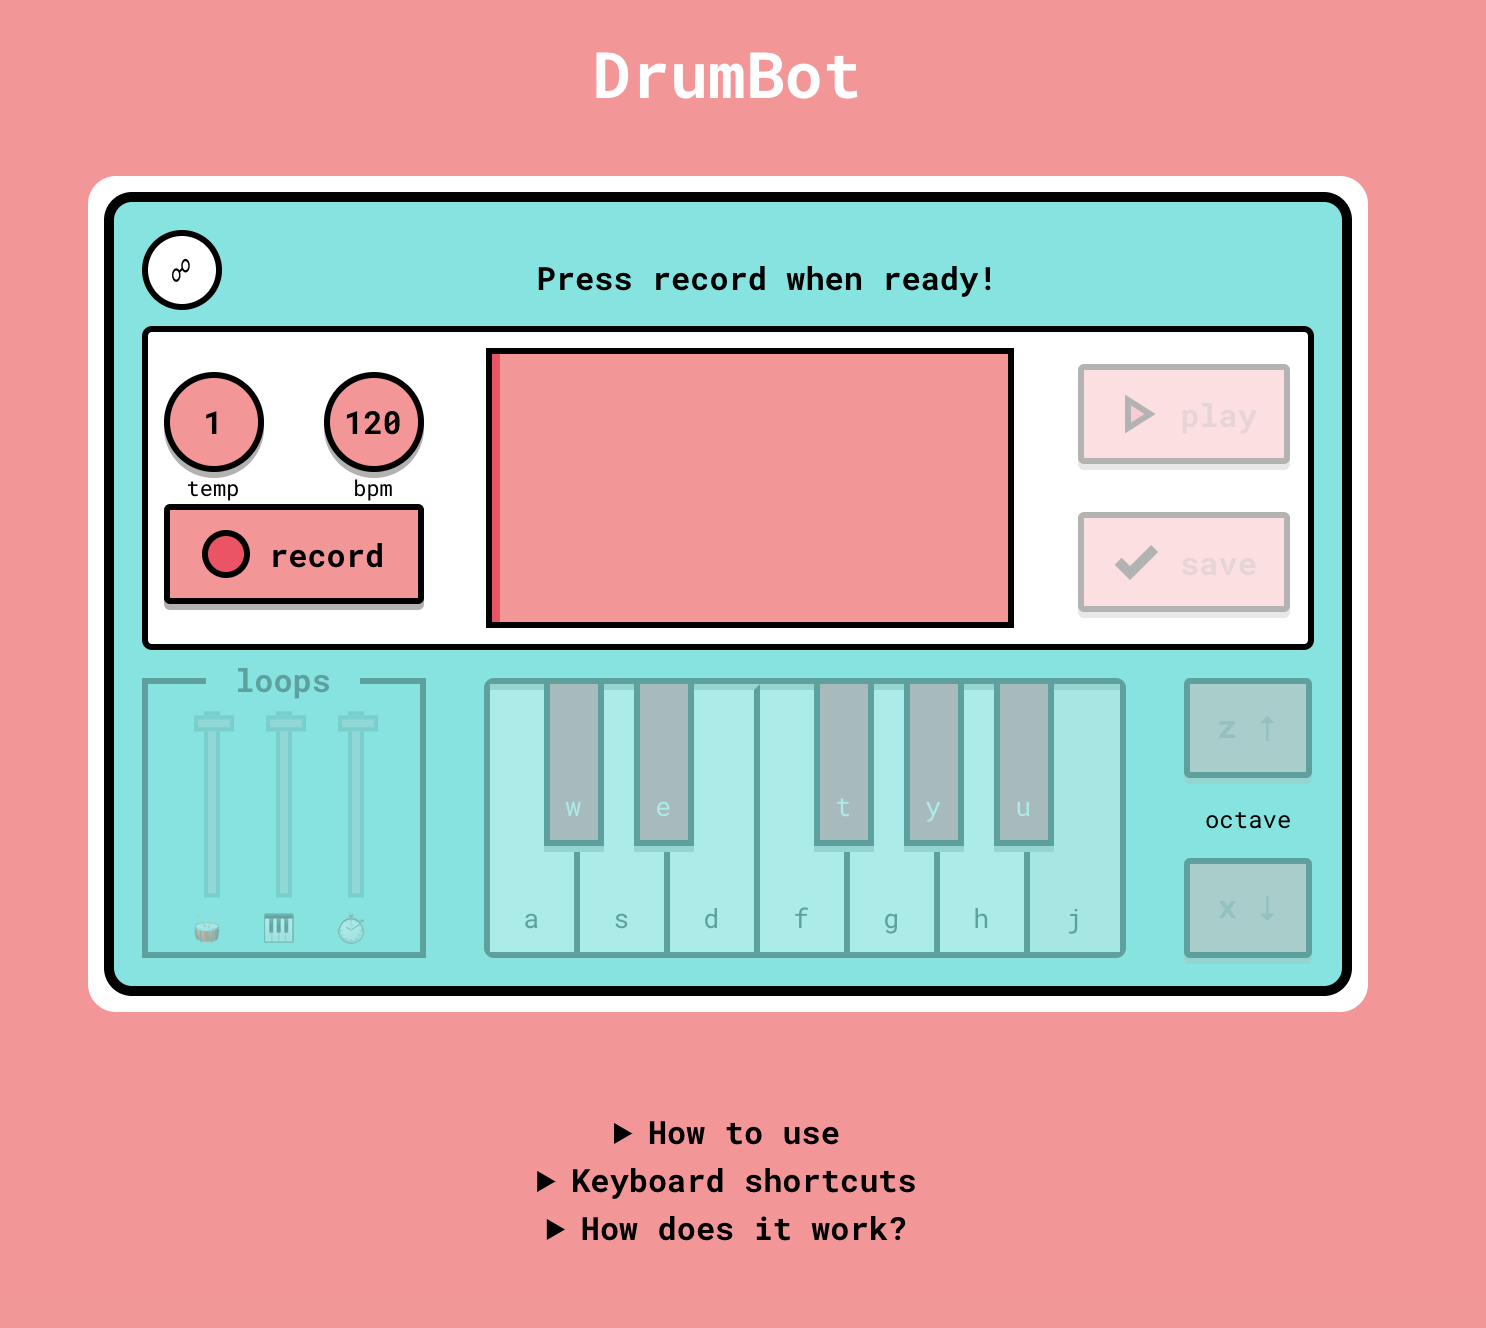 DrumBot
Press record when ready!
1
120
temp
bpm
record
play
save
loops
w e t y u
a s d f g h j
z ↑
octave
x ↓
▶ How to use
▶ Keyboard shortcuts
▶ How does it work?